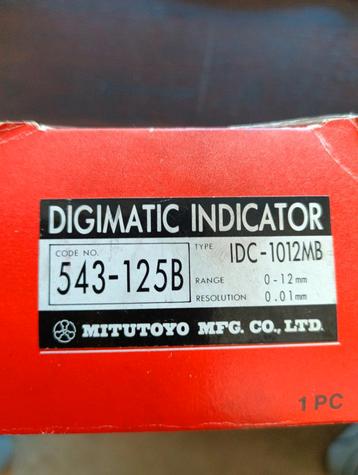 DIGIMATIC INDICATOR
CODE NO.
543-125B
TYPE IDC-1012MB
RANGE 0-12mm
RESOLUTION 0.01mm
MITUTOYO MFG. CO., LTD.
1 PC